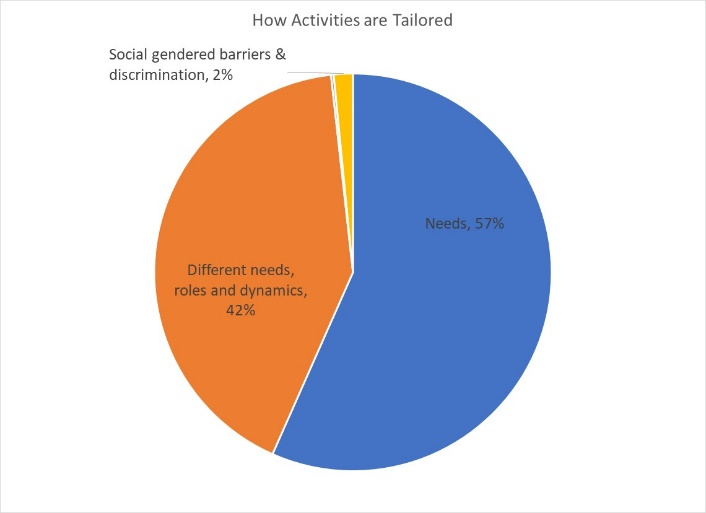 How Activities are Tailored
Social gendered barriers &
discrimination, 2%
Needs, 57%
Different needs,
roles and dynamics,
42%